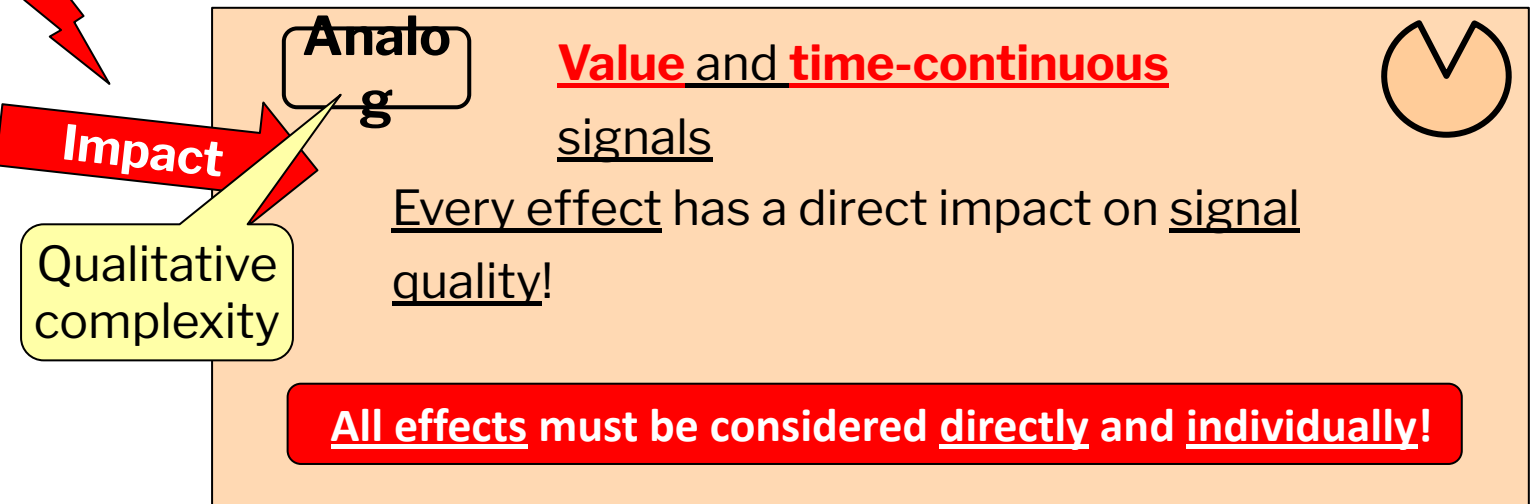 Analo
g
Value and time-continuous
signals
Impact
Every effect has a direct impact on signal
quality!
Qualitative
complexity
All effects must be considered directly and individually!